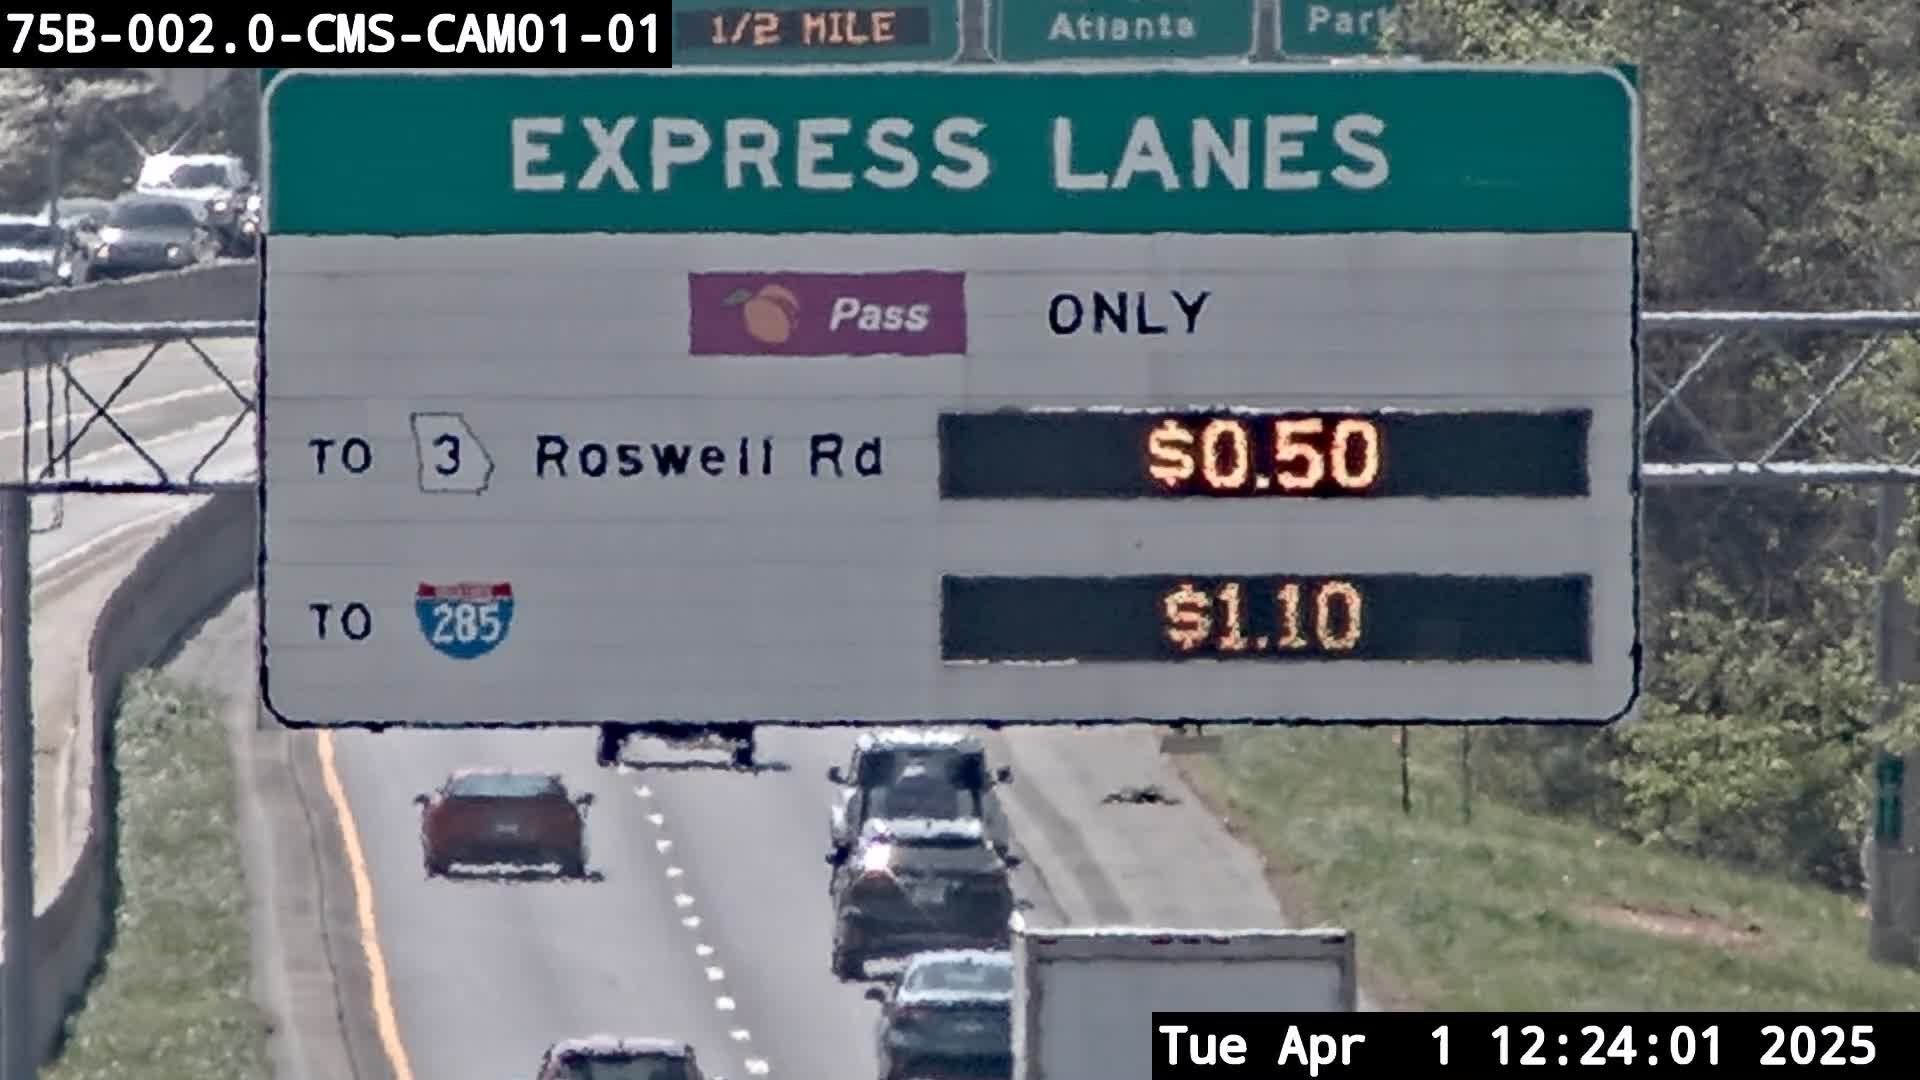 75B-002.0-CMS-CAM01-01
1/2 MILE
Atlanta
Park
EXPRESS LANES
Pass ONLY
TO 3 Roswell Rd $0.50
TO 285 $1.10
Tue Apr 1 12:24:01 2025